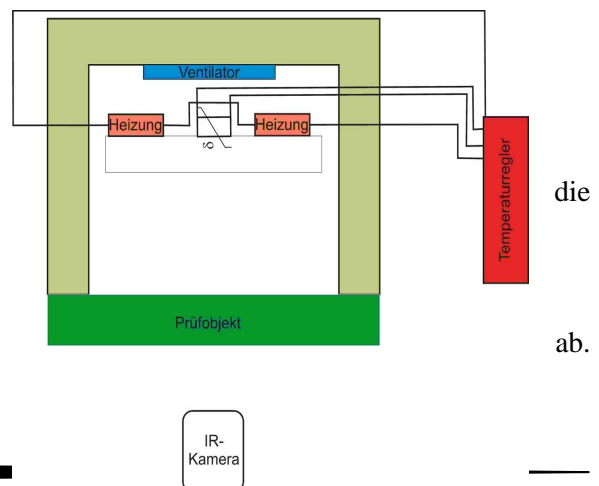 Ventilator
Heizung
Heizung
δ
Temperaturregler
die
Prüfobjekt
ab.
IR-
Kamera